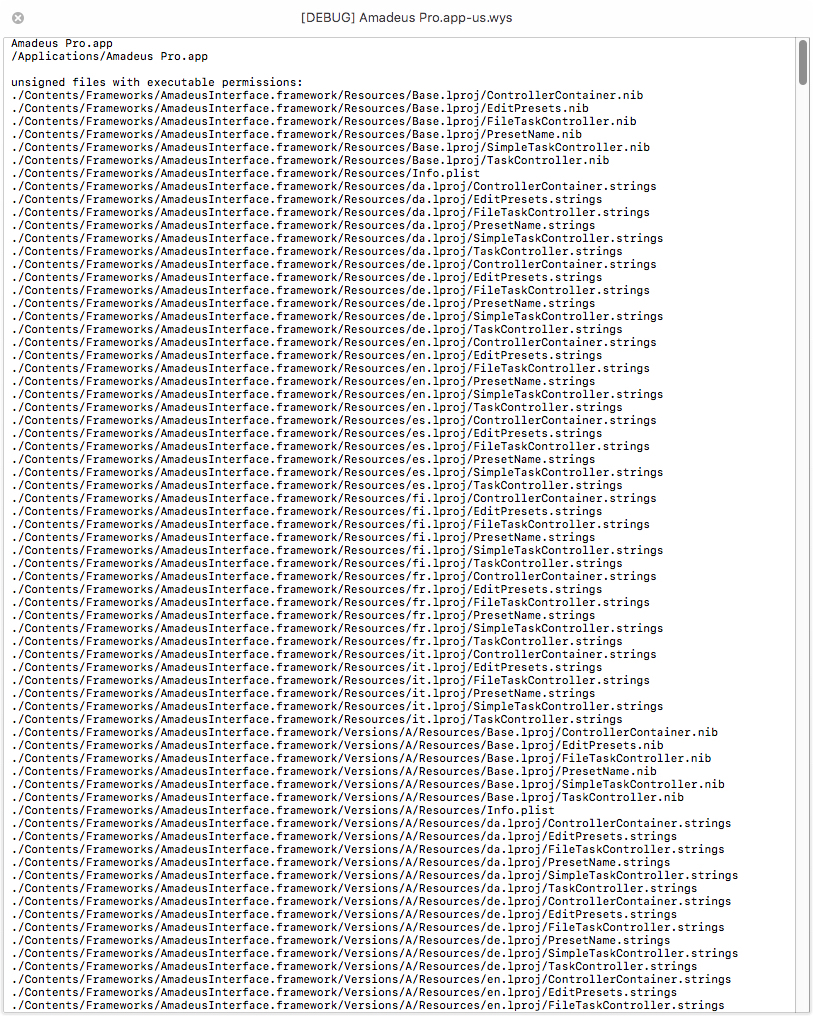 [DEBUG] Amadeus Pro.app-us.wys
Amadeus Pro.app
/Applications/Amadeus Pro.app
unsigned files with executable permissions:
./Contents/Frameworks/AmadeusInterface.framework/Resources/Base.lproj/ControllerContainer.nib
./Contents/Frameworks/AmadeusInterface.framework/Resources/Base.lproj/EditPresets.nib
./Contents/Frameworks/AmadeusInterface.framework/Resources/Base.lproj/FileTaskController.nib
./Contents/Frameworks/AmadeusInterface.framework/Resources/Base.lproj/PresetName.nib
./Contents/Frameworks/AmadeusInterface.framework/Resources/Base.lproj/SimpleTaskController.nib
./Contents/Frameworks/AmadeusInterface.framework/Resources/Base.lproj/TaskController.nib
./Contents/Frameworks/AmadeusInterface.framework/Resources/Info.plist
./Contents/Frameworks/AmadeusInterface.framework/Resources/da.lproj/ControllerContainer.strings
./Contents/Frameworks/AmadeusInterface.framework/Resources/da.lproj/EditPresets.strings
./Contents/Frameworks/AmadeusInterface.framework/Resources/da.lproj/FileTaskController.strings
./Contents/Frameworks/AmadeusInterface.framework/Resources/da.lproj/PresetName.strings
./Contents/Frameworks/AmadeusInterface.framework/Resources/da.lproj/SimpleTaskController.strings
./Contents/Frameworks/AmadeusInterface.framework/Resources/da.lproj/TaskController.strings
./Contents/Frameworks/AmadeusInterface.framework/Resources/de.lproj/ControllerContainer.strings
./Contents/Frameworks/AmadeusInterface.framework/Resources/de.lproj/EditPresets.strings
./Contents/Frameworks/AmadeusInterface.framework/Resources/de.lproj/FileTaskController.strings
./Contents/Frameworks/AmadeusInterface.framework/Resources/de.lproj/PresetName.strings
./Contents/Frameworks/AmadeusInterface.framework/Resources/de.lproj/SimpleTaskController.strings
./Contents/Frameworks/AmadeusInterface.framework/Resources/de.lproj/TaskController.strings
./Contents/Frameworks/AmadeusInterface.framework/Resources/en.lproj/ControllerContainer.strings
./Contents/Frameworks/AmadeusInterface.framework/Resources/en.lproj/EditPresets.strings
./Contents/Frameworks/AmadeusInterface.framework/Resources/en.lproj/FileTaskController.strings
./Contents/Frameworks/AmadeusInterface.framework/Resources/en.lproj/PresetName.strings
./Contents/Frameworks/AmadeusInterface.framework/Resources/en.lproj/SimpleTaskController.strings
./Contents/Frameworks/AmadeusInterface.framework/Resources/en.lproj/TaskController.strings
./Contents/Frameworks/AmadeusInterface.framework/Resources/es.lproj/ControllerContainer.strings
./Contents/Frameworks/AmadeusInterface.framework/Resources/es.lproj/EditPresets.strings
./Contents/Frameworks/AmadeusInterface.framework/Resources/es.lproj/FileTaskController.strings
./Contents/Frameworks/AmadeusInterface.framework/Resources/es.lproj/PresetName.strings
./Contents/Frameworks/AmadeusInterface.framework/Resources/es.lproj/SimpleTaskController.strings
./Contents/Frameworks/AmadeusInterface.framework/Resources/es.lproj/TaskController.strings
./Contents/Frameworks/AmadeusInterface.framework/Resources/fi.lproj/ControllerContainer.strings
./Contents/Frameworks/AmadeusInterface.framework/Resources/fi.lproj/EditPresets.strings
./Contents/Frameworks/AmadeusInterface.framework/Resources/fi.lproj/FileTaskController.strings
./Contents/Frameworks/AmadeusInterface.framework/Resources/fi.lproj/PresetName.strings
./Contents/Frameworks/AmadeusInterface.framework/Resources/fi.lproj/SimpleTaskController.strings
./Contents/Frameworks/AmadeusInterface.framework/Resources/fi.lproj/TaskController.strings
./Contents/Frameworks/AmadeusInterface.framework/Resources/fr.lproj/ControllerContainer.strings
./Contents/Frameworks/AmadeusInterface.framework/Resources/fr.lproj/EditPresets.strings
./Contents/Frameworks/AmadeusInterface.framework/Resources/fr.lproj/FileTaskController.strings
./Contents/Frameworks/AmadeusInterface.framework/Resources/fr.lproj/PresetName.strings
./Contents/Frameworks/AmadeusInterface.framework/Resources/fr.lproj/SimpleTaskController.strings
./Contents/Frameworks/AmadeusInterface.framework/Resources/fr.lproj/TaskController.strings
./Contents/Frameworks/AmadeusInterface.framework/Resources/it.lproj/ControllerContainer.strings
./Contents/Frameworks/AmadeusInterface.framework/Resources/it.lproj/EditPresets.strings
./Contents/Frameworks/AmadeusInterface.framework/Resources/it.lproj/FileTaskController.strings
./Contents/Frameworks/AmadeusInterface.framework/Resources/it.lproj/PresetName.strings
./Contents/Frameworks/AmadeusInterface.framework/Resources/it.lproj/SimpleTaskController.strings
./Contents/Frameworks/AmadeusInterface.framework/Resources/it.lproj/TaskController.strings
./Contents/Frameworks/AmadeusInterface.framework/Versions/A/Resources/Base.lproj/ControllerContainer.nib
./Contents/Frameworks/AmadeusInterface.framework/Versions/A/Resources/Base.lproj/EditPresets.nib
./Contents/Frameworks/AmadeusInterface.framework/Versions/A/Resources/Base.lproj/FileTaskController.nib
./Contents/Frameworks/AmadeusInterface.framework/Versions/A/Resources/Base.lproj/PresetName.nib
./Contents/Frameworks/AmadeusInterface.framework/Versions/A/Resources/Base.lproj/SimpleTaskController.nib
./Contents/Frameworks/AmadeusInterface.framework/Versions/A/Resources/Base.lproj/TaskController.nib
./Contents/Frameworks/AmadeusInterface.framework/Versions/A/Resources/Info.plist
./Contents/Frameworks/AmadeusInterface.framework/Versions/A/Resources/da.lproj/ControllerContainer.strings
./Contents/Frameworks/AmadeusInterface.framework/Versions/A/Resources/da.lproj/EditPresets.strings
./Contents/Frameworks/AmadeusInterface.framework/Versions/A/Resources/da.lproj/FileTaskController.strings
./Contents/Frameworks/AmadeusInterface.framework/Versions/A/Resources/da.lproj/PresetName.strings
./Contents/Frameworks/AmadeusInterface.framework/Versions/A/Resources/da.lproj/SimpleTaskController.strings
./Contents/Frameworks/AmadeusInterface.framework/Versions/A/Resources/da.lproj/TaskController.strings
./Contents/Frameworks/AmadeusInterface.framework/Versions/A/Resources/de.lproj/ControllerContainer.strings
./Contents/Frameworks/AmadeusInterface.framework/Versions/A/Resources/de.lproj/EditPresets.strings
./Contents/Frameworks/AmadeusInterface.framework/Versions/A/Resources/de.lproj/FileTaskController.strings
./Contents/Frameworks/AmadeusInterface.framework/Versions/A/Resources/de.lproj/PresetName.strings
./Contents/Frameworks/AmadeusInterface.framework/Versions/A/Resources/de.lproj/SimpleTaskController.strings
./Contents/Frameworks/AmadeusInterface.framework/Versions/A/Resources/de.lproj/TaskController.strings
./Contents/Frameworks/AmadeusInterface.framework/Versions/A/Resources/en.lproj/ControllerContainer.strings
./Contents/Frameworks/AmadeusInterface.framework/Versions/A/Resources/en.lproj/EditPresets.strings
./Contents/Frameworks/AmadeusInterface.framework/Versions/A/Resources/en.lproj/FileTaskController.strings